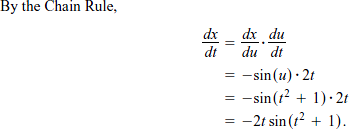 By the Chain Rule,
dx/dt = dx/du · du/dt
= −sin(u) · 2t
= −sin(t² + 1) · 2t
= −2t sin(t² + 1).